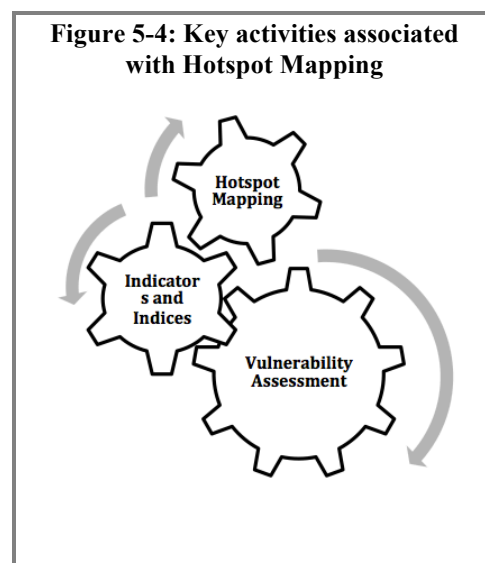 Figure 5-4: Key activities associated
with Hotspot Mapping
Hotspot
Mapping
Indicator
s and
Indices
Vulnerability
Assessment